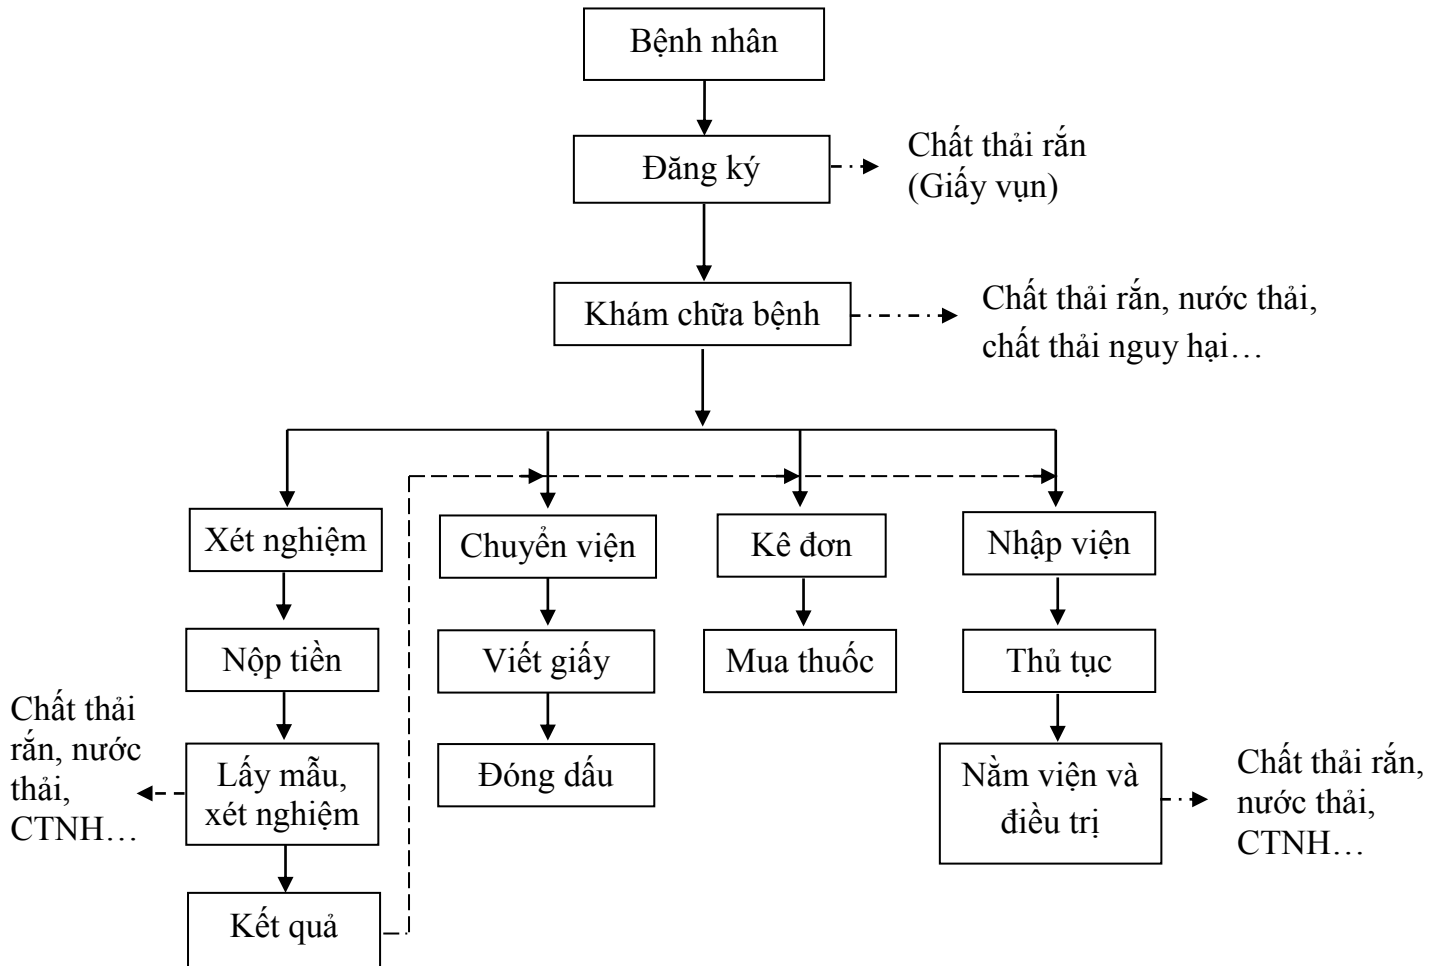 Bệnh nhân
Đăng ký
Chất thải rắn
(Giấy vụn)
Khám chữa bệnh
Chất thải rắn, nước thải,
chất thải nguy hại…
Xét nghiệm
Chuyển viện
Kê đơn
Nhập viện
Nộp tiền
Viết giấy
Mua thuốc
Thủ tục
Chất thải
rắn, nước
thải,
CTNH…
Lấy mẫu,
xét nghiệm
Đóng dấu
Nằm viện và
điều trị
Chất thải rắn,
nước thải,
CTNH…
Kết quả